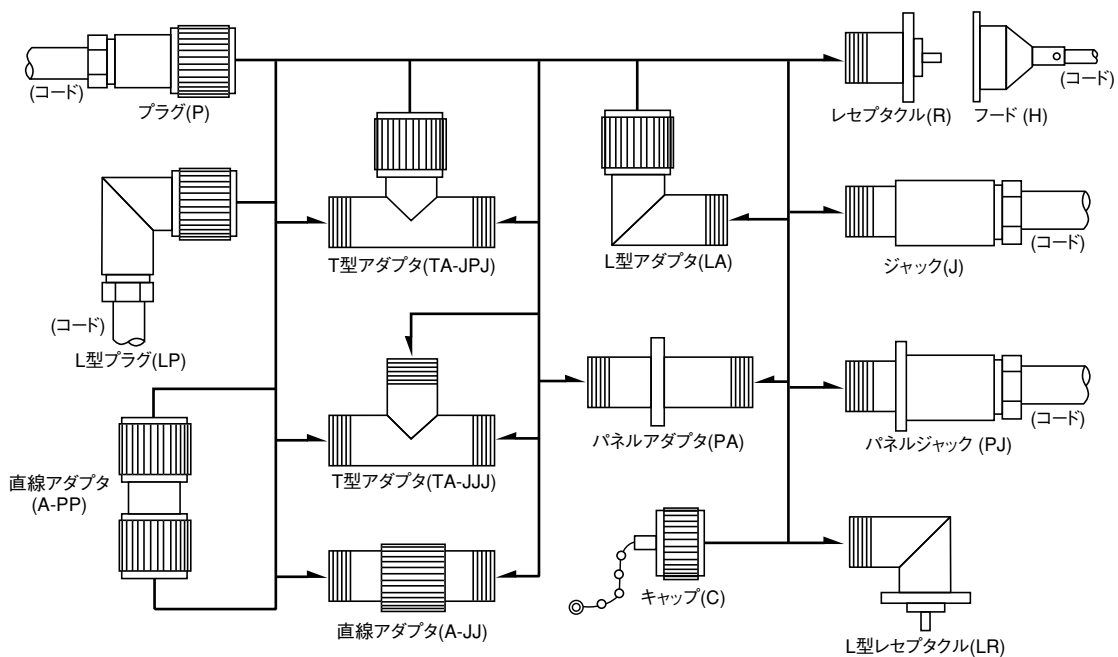 (コード)
プラグ(P)
レセプタクル(R)
フード (H)
(コード)
T型アダプタ(TA-JPJ)
L型アダプタ(LA)
ジャック(J)
(コード)
(コード)
L型プラグ(LP)
直線アダプタ
(A-PP)
T型アダプタ(TA-JJJ)
パネルアダプタ(PA)
パネルジャック (PJ)
(コード)
直線アダプタ(A-JJ)
キャップ(C)
L型レセプタクル(LR)